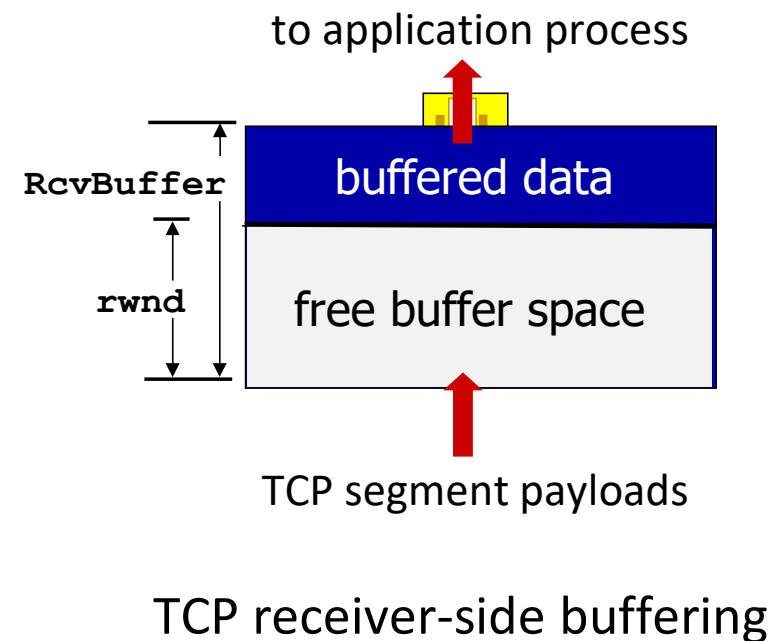 to application process
RcvBuffer
buffered data
rwnd
free buffer space
TCP segment payloads
TCP receiver-side buffering